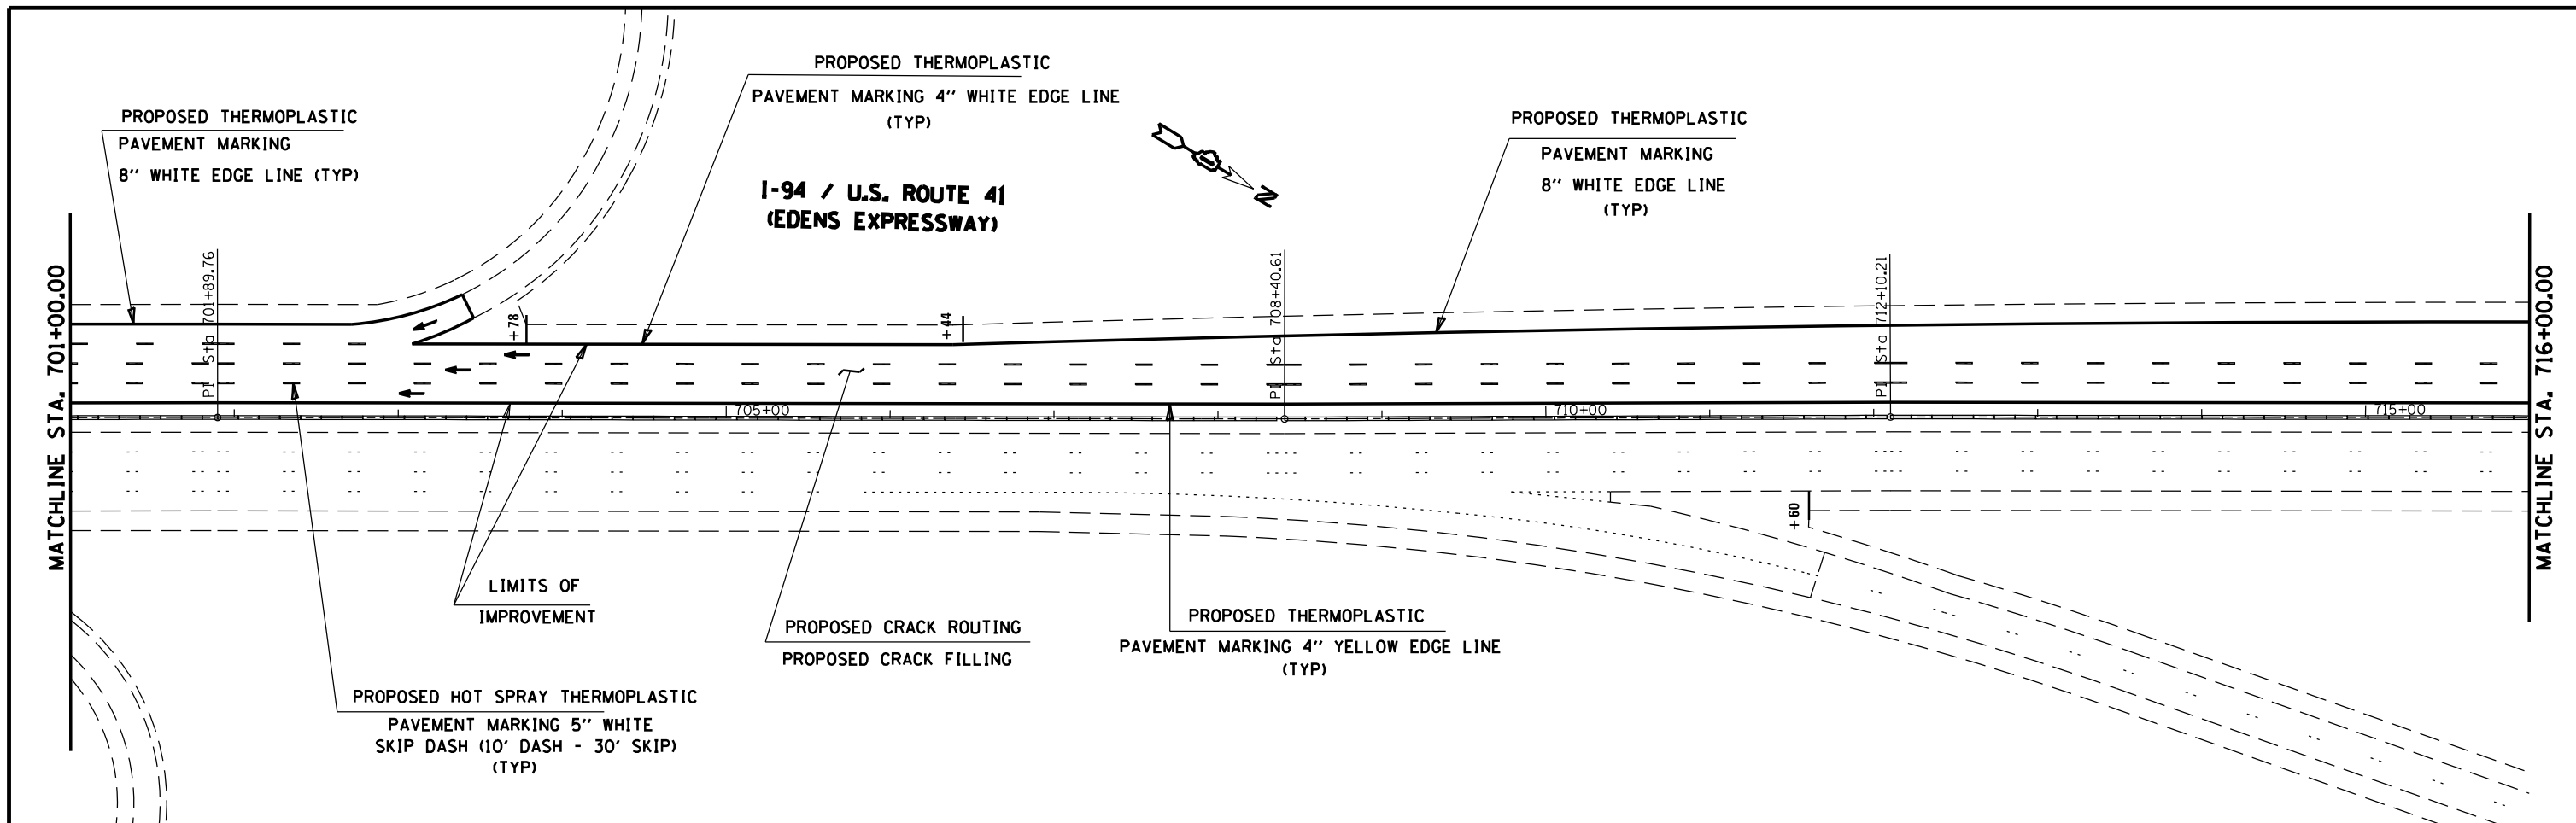 PROPOSED THERMOPLASTIC
PAVEMENT MARKING
8" WHITE EDGE LINE (TYP)
PROPOSED THERMOPLASTIC
PAVEMENT MARKING 4" WHITE EDGE LINE
(TYP)
I-94 / U.S. ROUTE 41
(EDENS EXPRESSWAY)
N
PROPOSED THERMOPLASTIC
PAVEMENT MARKING
8" WHITE EDGE LINE
(TYP)
MATCHLINE STA. 701+00.00
PI Sta 701+89.76
+78
+44
PI Sta 708+40.61
PI Sta 712+10.21
MATCHLINE STA. 716+00.00
705+00
710+00
715+00
+60
LIMITS OF
IMPROVEMENT
PROPOSED CRACK ROUTING
PROPOSED CRACK FILLING
PROPOSED THERMOPLASTIC
PAVEMENT MARKING 4" YELLOW EDGE LINE
(TYP)
PROPOSED HOT SPRAY THERMOPLASTIC
PAVEMENT MARKING 5" WHITE
SKIP DASH (10' DASH - 30' SKIP)
(TYP)